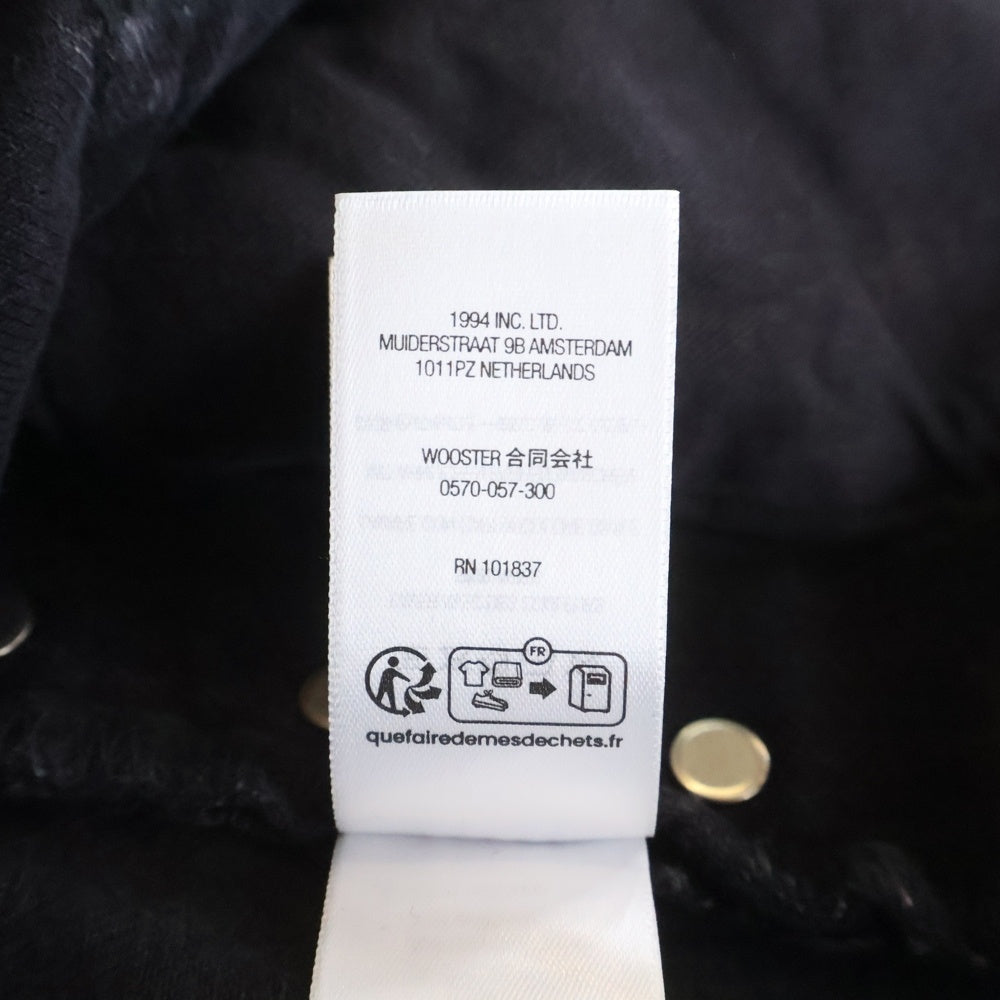 1994 INC. LTD.
MUIDERSTRAAT 9B AMSTERDAM
1011PZ NETHERLANDS
WOOSTER 合同会社
0570-057-300
RN 101837
FR
quefairedemesdechets.fr